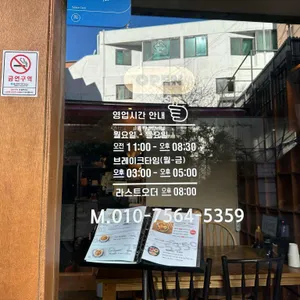 금연구역
OPEN
영업시간 안내
월요일 - 토요일
오전 11:00 - 오후 08:30
브레이크타임(월-금)
오후 03:00 - 오후 05:00
라스트오더 오후 08:00
M.010-7564-5359